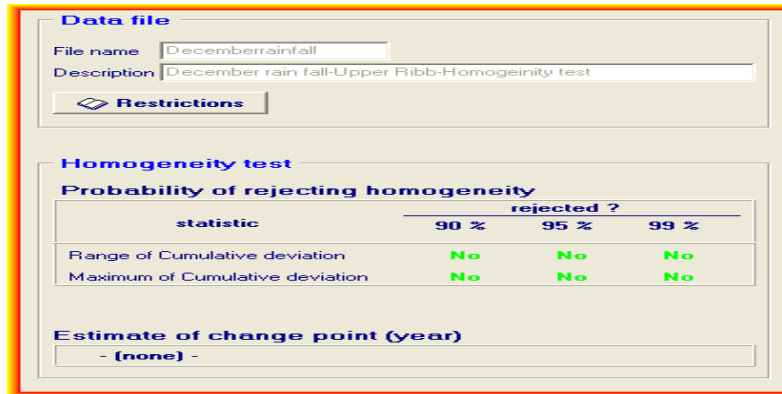 Data file
File name Decemberrainfall
Description December rain fall-Upper Ribb-Homogeinity test
Restrictions
Homogeneity test
Probability of rejecting homogeneity
rejected ?
statistic 90 % 95 % 99 %
Range of Cumulative deviation No No No
Maximum of Cumulative deviation No No No
Estimate of change point (year)
- (none) -